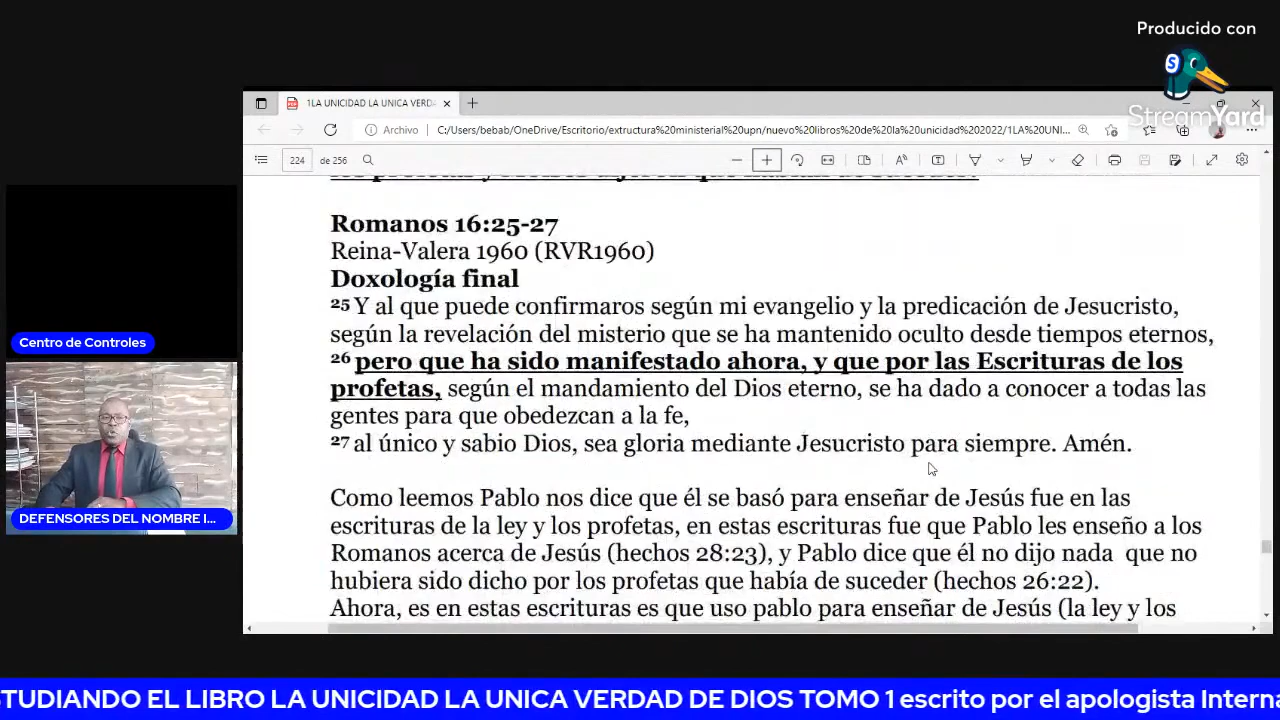 Producido con
StreamYard
1LA UNICIDAD LA UNICA VERDA
Archivo
C:/Users/bebab/OneDrive/Escritorio/extructura%20ministerial%20upn/nuevo%20libros%20de%20la%20unicidad%202022/1LA%20UNI...
224 de 256
Romanos 16:25-27
Reina-Valera 1960 (RVR1960)
Doxología final
25 Y al que puede confirmaros según mi evangelio y la predicación de Jesucristo,
según la revelación del misterio que se ha mantenido oculto desde tiempos eternos,
26 pero que ha sido manifestado ahora, y que por las Escrituras de los
profetas, según el mandamiento del Dios eterno, se ha dado a conocer a todas las
gentes para que obedezcan a la fe,
27 al único y sabio Dios, sea gloria mediante Jesucristo para siempre. Amén.
Como leemos Pablo nos dice que él se basó para enseñar de Jesús fue en las
escrituras de la ley y los profetas, en estas escrituras fue que Pablo les enseño a los
Romanos acerca de Jesús (hechos 28:23), y Pablo dice que él no dijo nada que no
hubiera sido dicho por los profetas que había de suceder (hechos 26:22).
Ahora, es en estas escrituras es que uso pablo para enseñar de Jesús (la ley y los
Centro de Controles
DEFENSORES DEL NOMBRE I...
STUDIANDO EL LIBRO LA UNICIDAD LA UNICA VERDAD DE DIOS TOMO 1 escrito por el apologista Interna